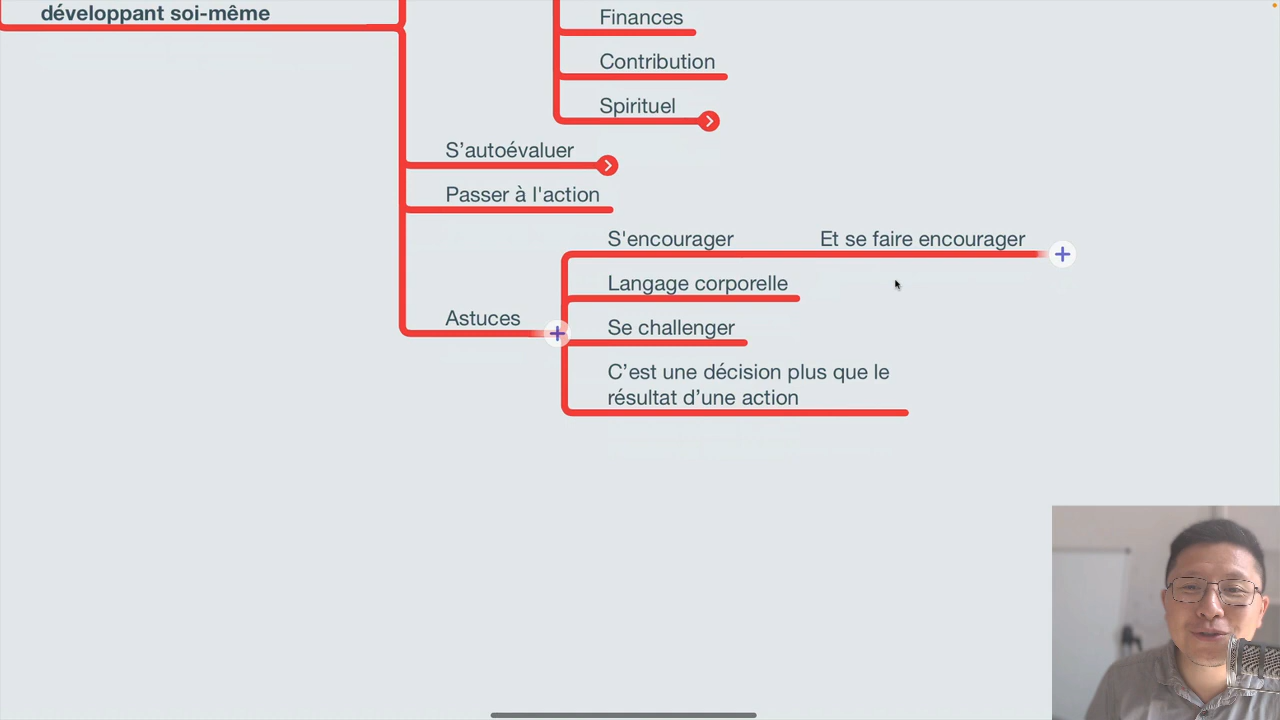 développant soi-même
Finances
Contribution
Spirituel
S’autoévaluer
Passer à l'action
S'encourager
Et se faire encourager
Langage corporelle
Astuces
Se challenger
C’est une décision plus que le
résultat d’une action